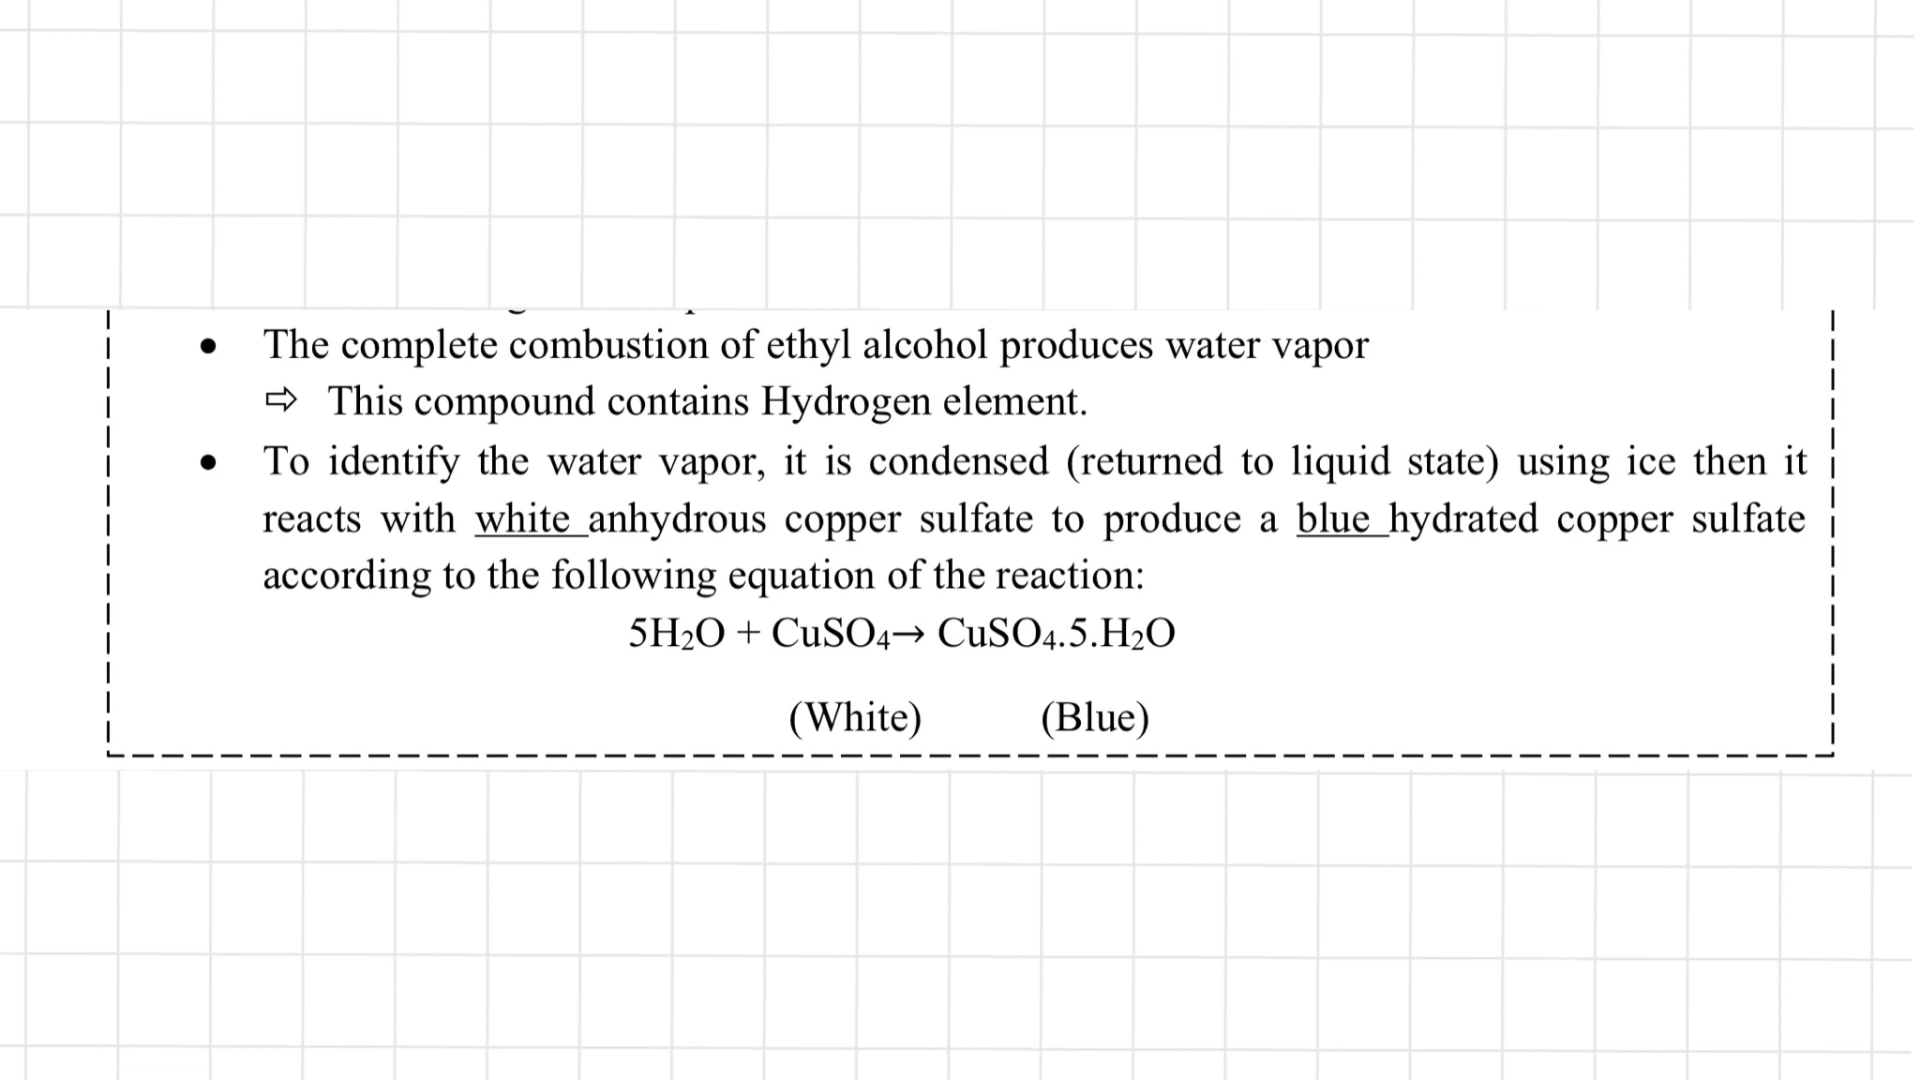 • The complete combustion of ethyl alcohol produces water vapor
⇨ This compound contains Hydrogen element.
• To identify the water vapor, it is condensed (returned to liquid state) using ice then it
reacts with white anhydrous copper sulfate to produce a blue hydrated copper sulfate
according to the following equation of the reaction:
5H₂O + CuSO₄→ CuSO₄.5.H₂O
(White) (Blue)